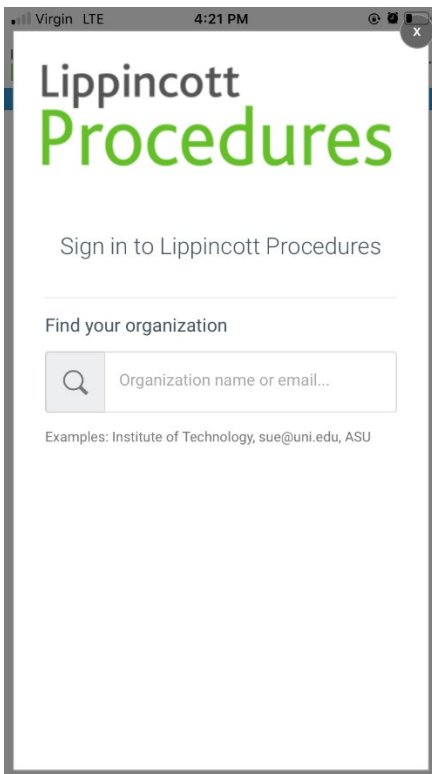 Virgin LTE 4:21 PM
x
Lippincott
Procedures
Sign in to Lippincott Procedures
Find your organization
Organization name or email...
Examples: Institute of Technology, sue@uni.edu, ASU